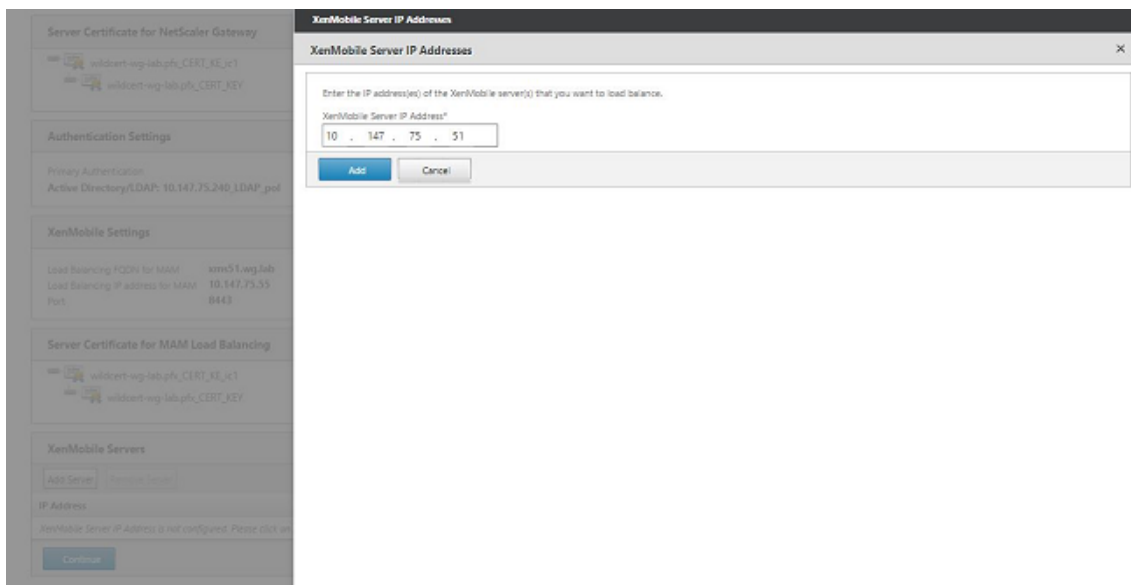 Server Certificate for NetScaler Gateway
wildcert-wg-lab.pfx_CERT_KE_ic1
wildcert-wg-lab.pfx_CERT_KEY
Authentication Settings
Primary Authentication
Active Directory/LDAP: 10.147.75.240_LDAP_pol
XenMobile Settings
Load Balancing FQDN for MAM xms51.wg.lab
Load Balancing IP address for MAM 10.147.75.55
Port 8443
Server Certificate for MAM Load Balancing
wildcert-wg-lab.pfx_CERT_KE_ic1
wildcert-wg-lab.pfx_CERT_KEY
XenMobile Servers
Add Server Remove Server
IP Address
XenMobile Server IP Address is not configured. Please click on
Continue
XenMobile Server IP Addresses
XenMobile Server IP Addresses
Enter the IP address(es) of the XenMobile server(s) that you want to load balance.
XenMobile Server IP Address*
10 . 147 . 75 . 51
Add Cancel